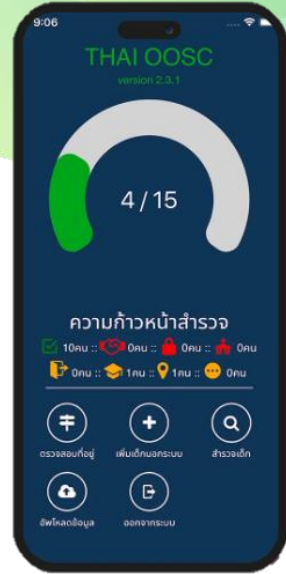 9:06
THAI OOSC
version 2.3.1
4 / 15
ความก้าวหน้าสำรวจ
10คน :: 0คน :: 0คน :: 0คน
0คน :: 1คน :: 1คน :: 0คน
ตรวจสอบที่อยู่ เพิ่มเด็กนอกระบบ สำรวจเด็ก
อัพโหลดข้อมูล ออกจากระบบ